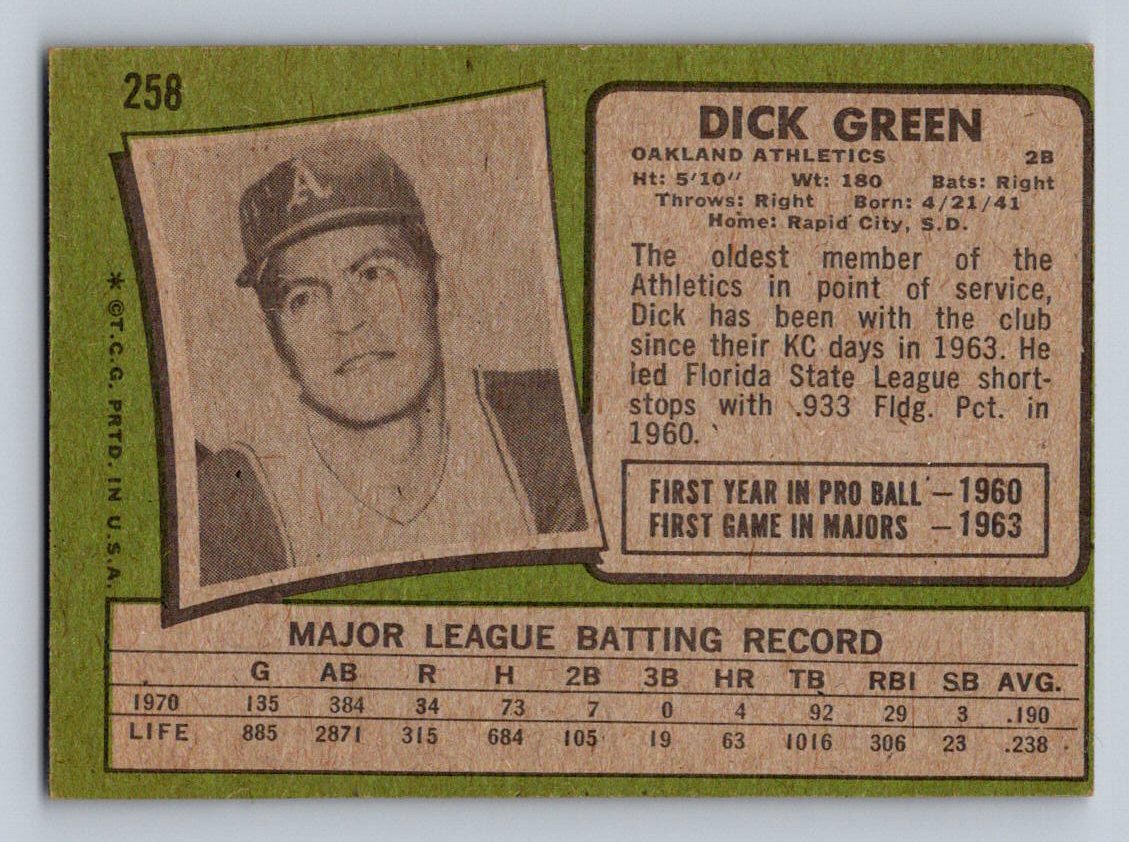 258
A
DICK GREEN
OAKLAND ATHLETICS 2B
Ht: 5'10" Wt: 180 Bats: Right
Throws: Right Born: 4/21/41
Home: Rapid City, S.D.
The oldest member of the
Athletics in point of service,
Dick has been with the club
since their KC days in 1963. He
led Florida State League short-
stops with .933 Fldg. Pct. in
1960.
FIRST YEAR IN PRO BALL — 1960
FIRST GAME IN MAJORS — 1963
* ©T.C.G. PRTD. IN U.S.A.
MAJOR LEAGUE BATTING RECORD
G AB R H 2B 3B HR TB RBI SB AVG.
1970 135 384 34 73 7 0 4 92 29 3 .190
LIFE 885 2871 315 684 105 19 63 1016 306 23 .238